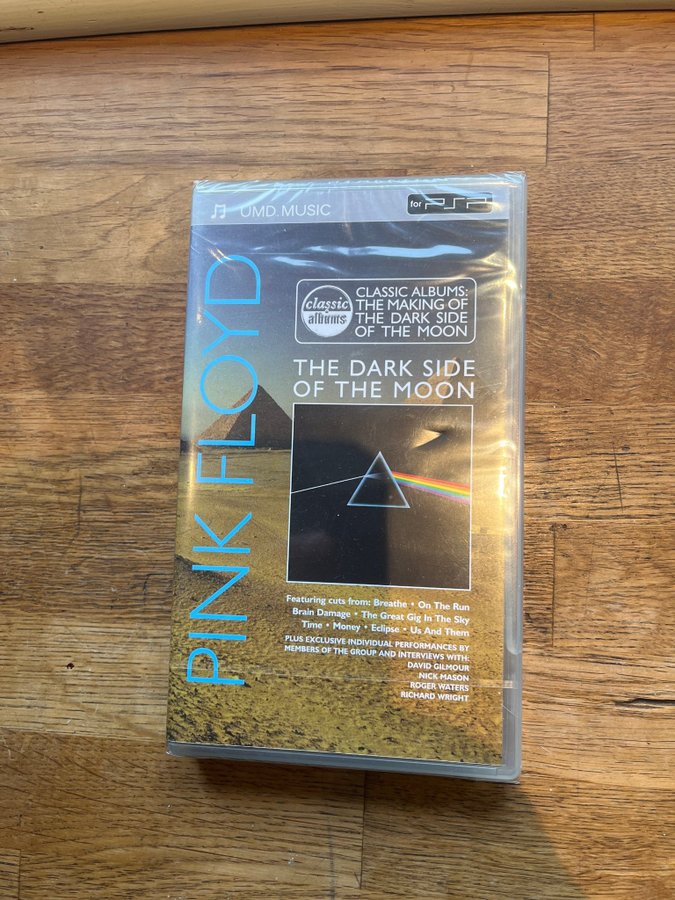 UMD. MUSIC
for PSP
PINK FLOYD
classic
albums
CLASSIC ALBUMS:
THE MAKING OF
THE DARK SIDE
OF THE MOON
THE DARK SIDE
OF THE MOON
Featuring cuts from: Breathe • On The Run
Brain Damage • The Great Gig In The Sky
Time • Money • Eclipse • Us And Them
PLUS EXCLUSIVE INDIVIDUAL PERFORMANCES BY
MEMBERS OF THE GROUP AND INTERVIEWS WITH:
DAVID GILMOUR
NICK MASON
ROGER WATERS
RICHARD WRIGHT